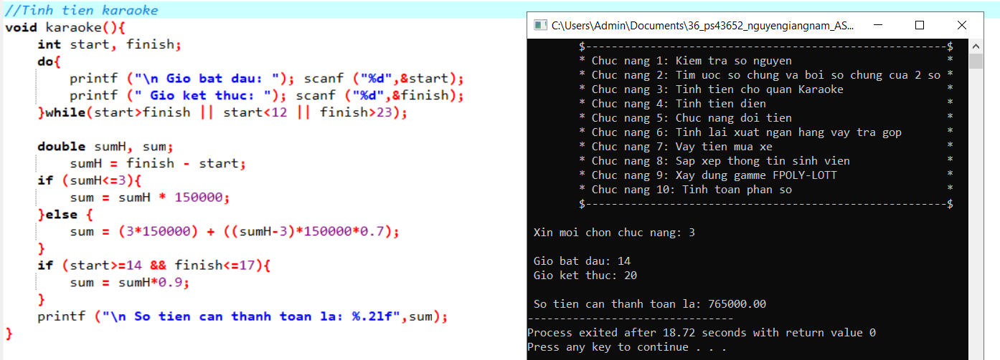 //Tinh tien karaoke
void karaoke(){
int start, finish;
do{
printf ("\n Gio bat dau: "); scanf ("%d",&start);
printf (" Gio ket thuc: "); scanf ("%d",&finish);
}while(start>finish || start<12 || finish>23);
double sumH, sum;
sumH = finish - start;
if (sumH<=3){
sum = sumH * 150000;
}else {
sum = (3*150000) + ((sumH-3)*150000*0.7);
}
if (start>=14 && finish<=17){
sum = sumH*0.9;
}
printf ("\n So tien can thanh toan la: %.2lf",sum);
}
C:\Users\Admin\Documents\36_ps43652_nguyengiangnam_AS...
$--------------------------------------------------------$
* Chuc nang 1: Kiem tra so nguyen *
* Chuc nang 2: Tim uoc so chung va boi so chung cua 2 so *
* Chuc nang 3: Tinh tien cho quan Karaoke *
* Chuc nang 4: Tinh tien dien *
* Chuc nang 5: Chuc nang doi tien *
* Chuc nang 6: Tinh lai xuat ngan hang vay tra gop *
* Chuc nang 7: Vay tien mua xe *
* Chuc nang 8: Sap xep thong tin sinh vien *
* Chuc nang 9: Xay dung gamme FPOLY-LOTT *
* Chuc nang 10: Tinh toan phan so *
$--------------------------------------------------------$
Xin moi chon chuc nang: 3
Gio bat dau: 14
Gio ket thuc: 20
So tien can thanh toan la: 765000.00
--------------------------------
Process exited after 18.72 seconds with return value 0
Press any key to continue . . .